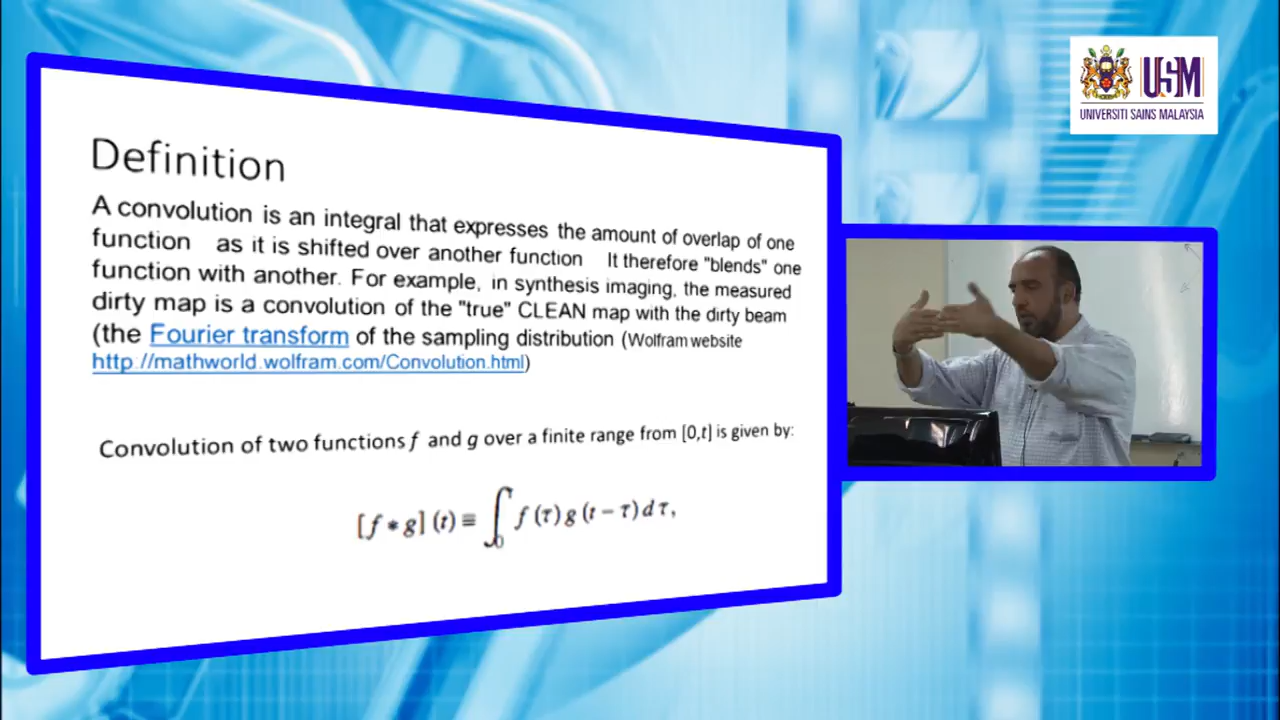 USM
UNIVERSITI SAINS MALAYSIA
Definition
A convolution is an integral that expresses the amount of overlap of one
function as it is shifted over another function It therefore "blends" one
function with another. For example, in synthesis imaging, the measured
dirty map is a convolution of the "true" CLEAN map with the dirty beam
(the Fourier transform of the sampling distribution (Wolfram website
http://mathworld.wolfram.com/Convolution.html)
Convolution of two functions f and g over a finite range from [0,t] is given by:
[f * g] (t) ≡ ∫₀ f (τ) g (t − τ) d τ,